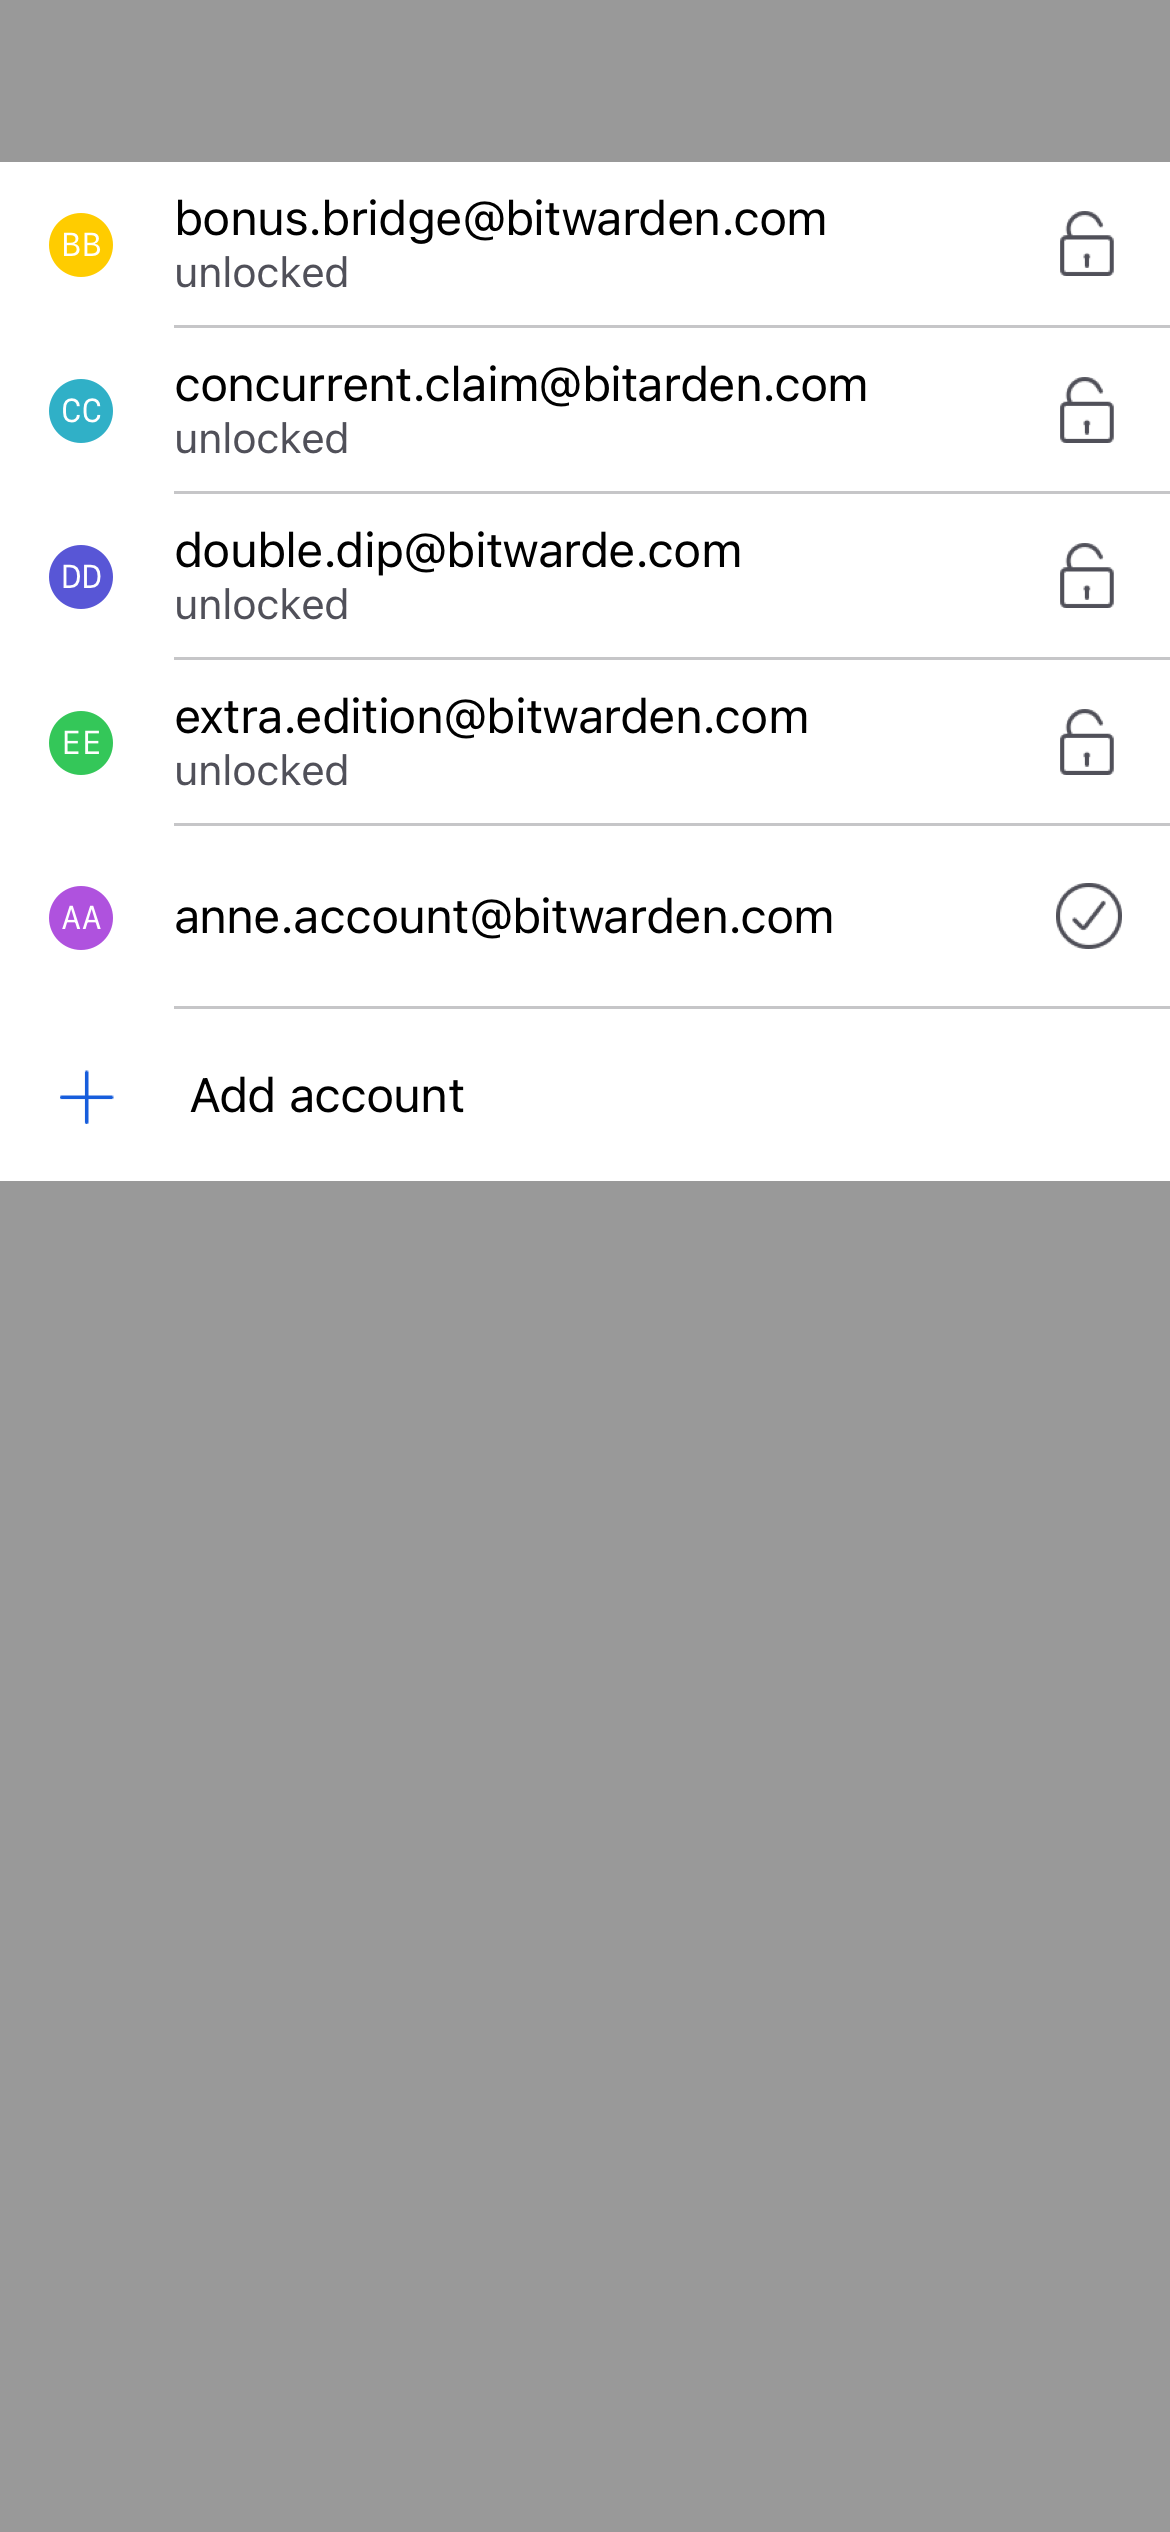 BB
bonus.bridge@bitwarden.com
unlocked
CC
concurrent.claim@bitarden.com
unlocked
DD
double.dip@bitwarde.com
unlocked
EE
extra.edition@bitwarden.com
unlocked
AA
anne.account@bitwarden.com
Add account